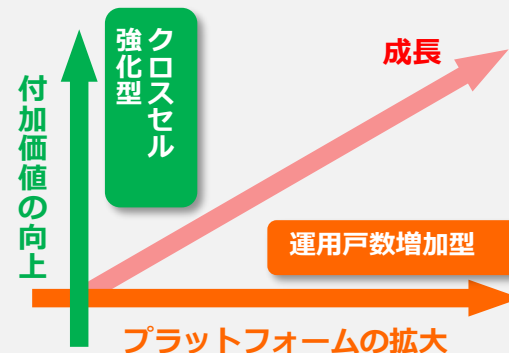 付加価値の向上
クロスセル
強化型
成長
運用戸数増加型
プラットフォームの拡大